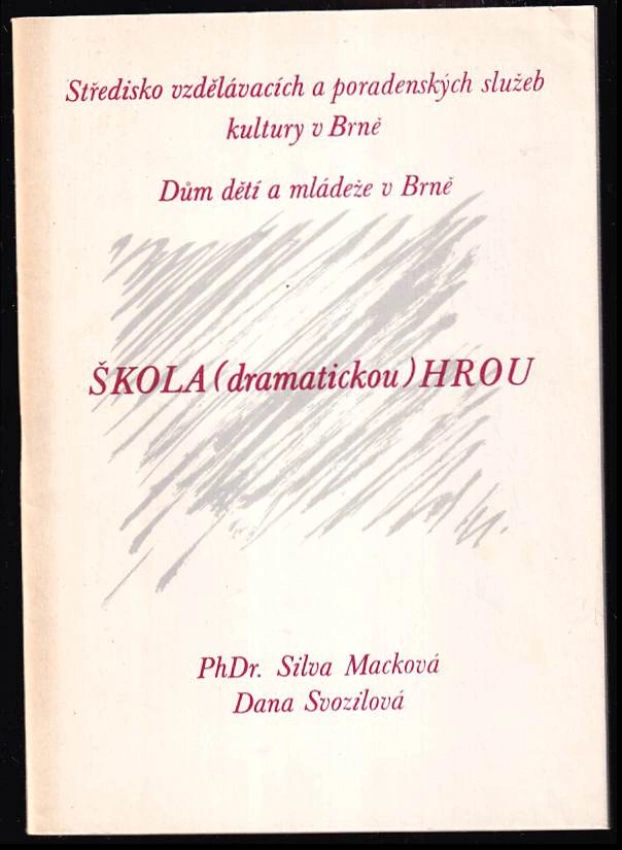 Středisko vzdělávacích a poradenských služeb
kultury v Brně
Dům dětí a mládeže v Brně
ŠKOLA (dramatickou) HROU
PhDr. Silva Macková
Dana Svozilová